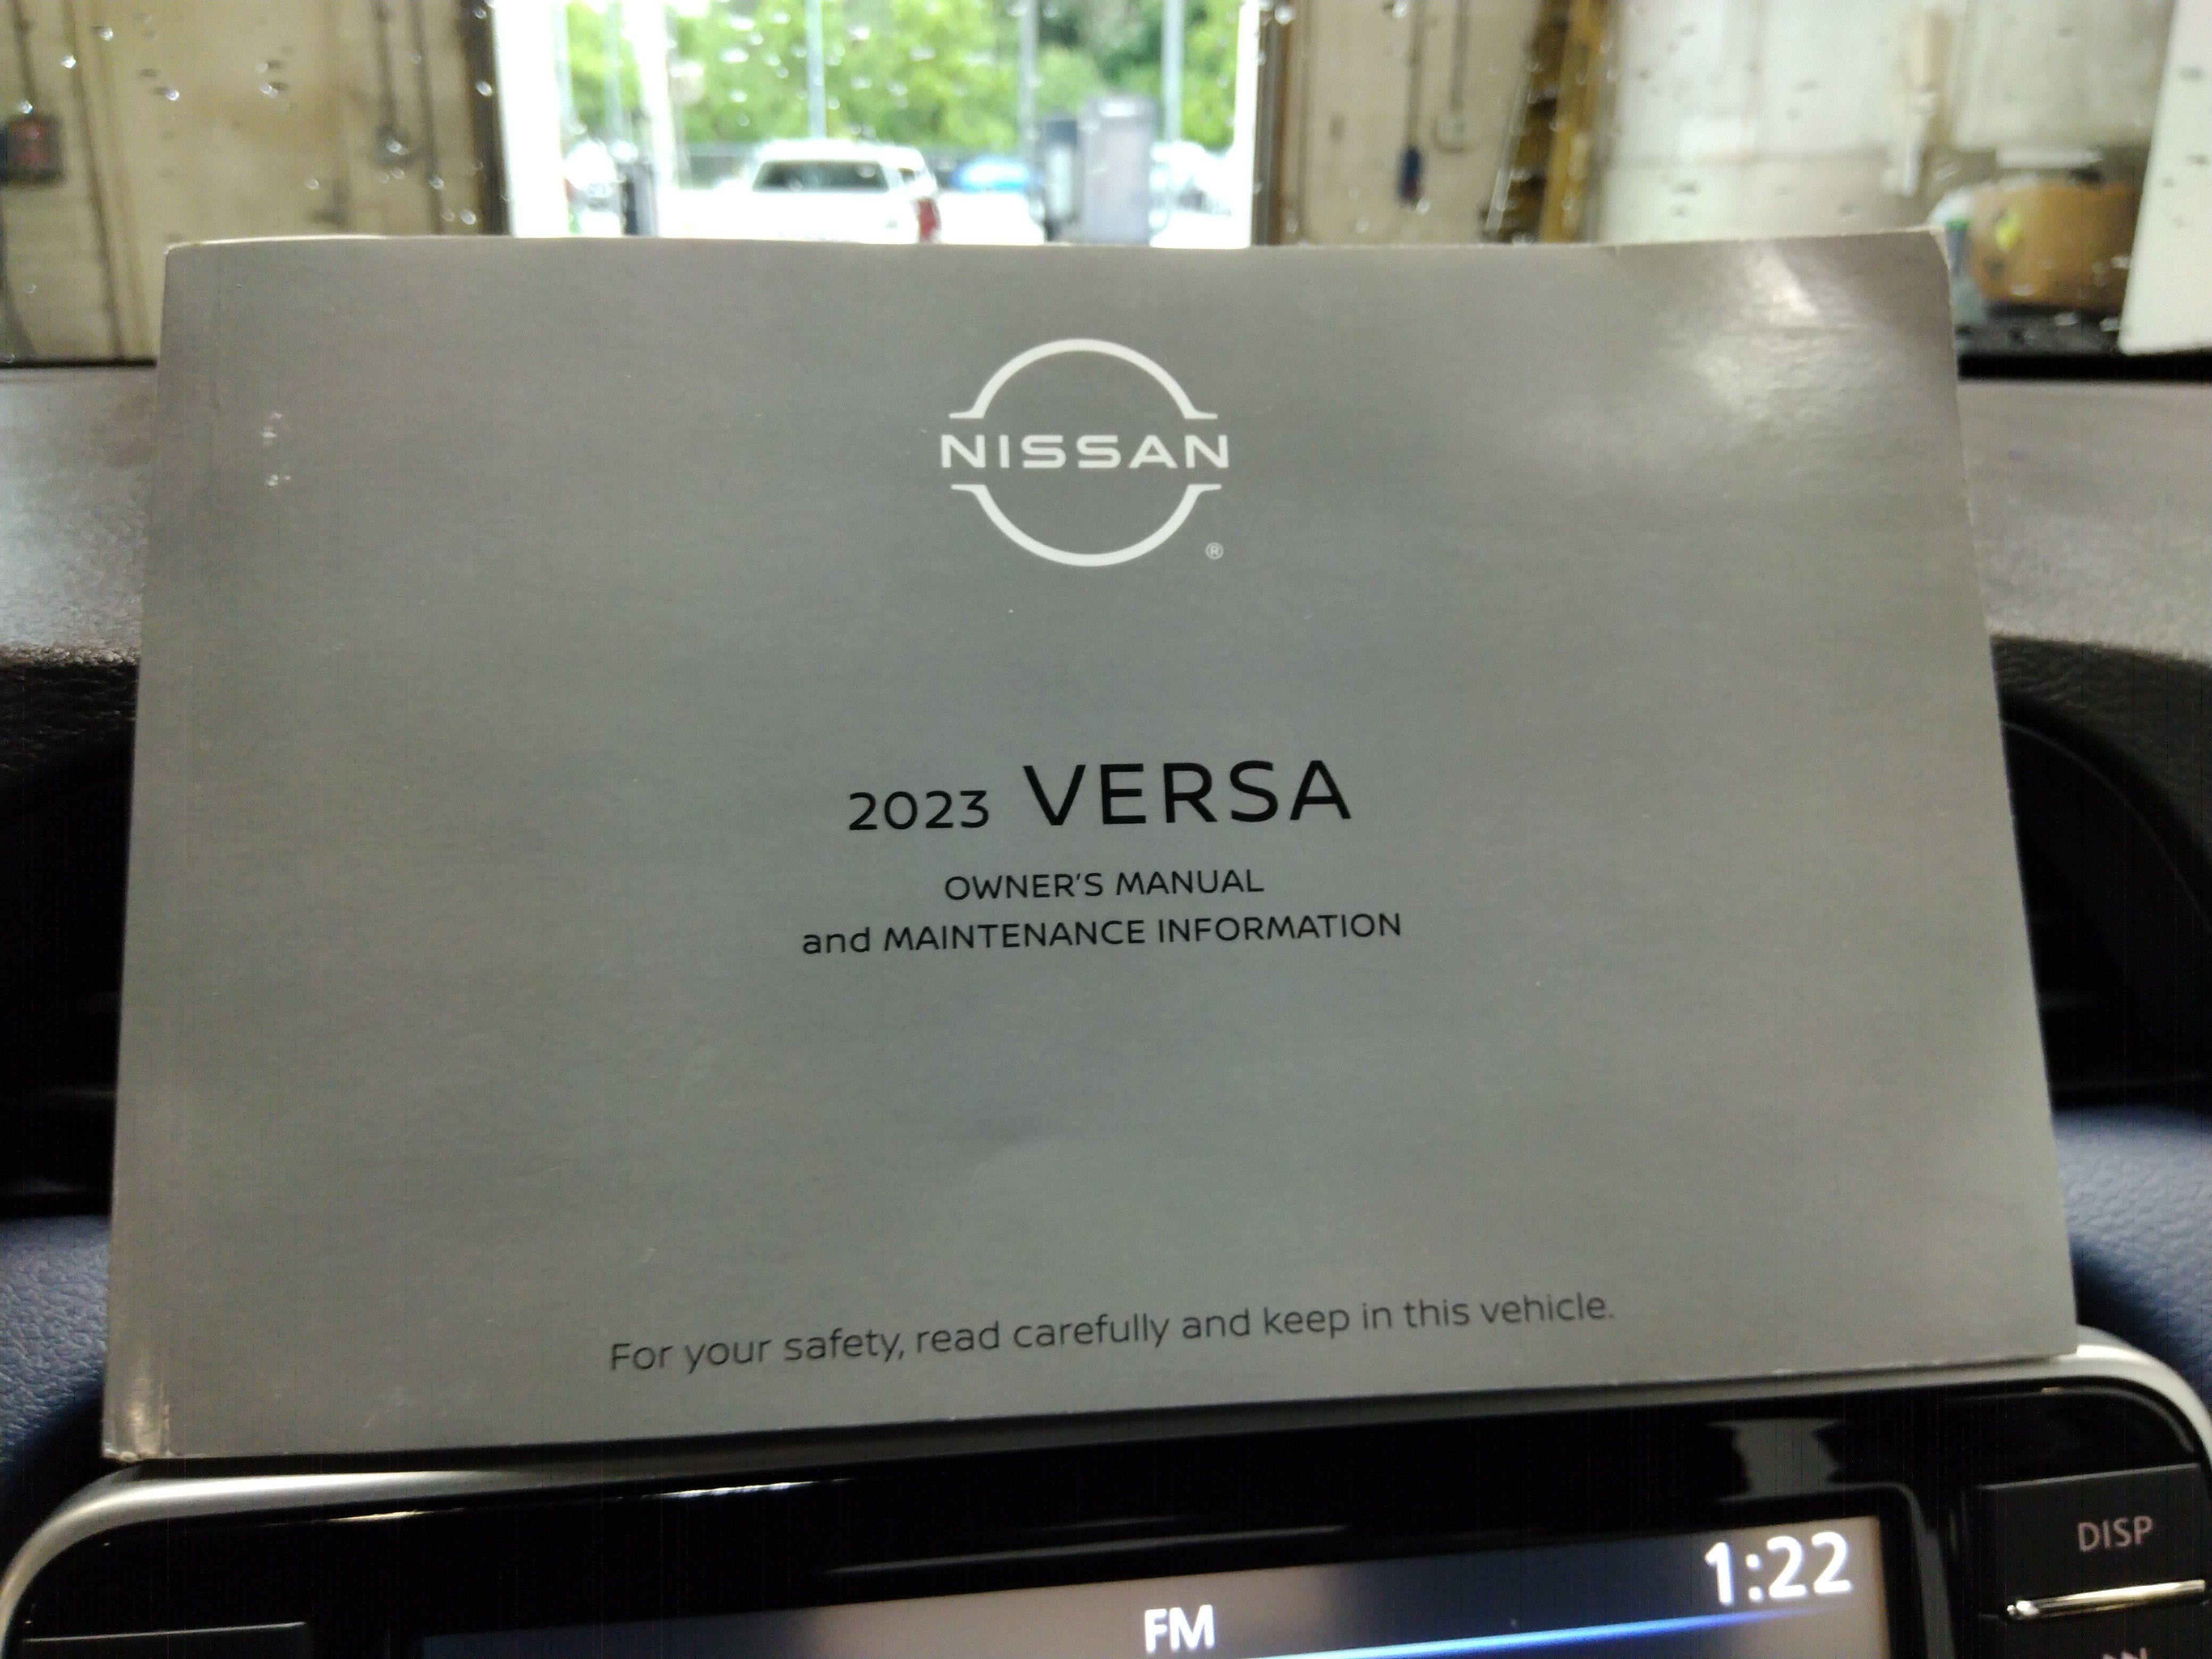 NISSAN
®
2023 VERSA
OWNER'S MANUAL
and MAINTENANCE INFORMATION
For your safety, read carefully and keep in this vehicle.
DISP
1:22
FM